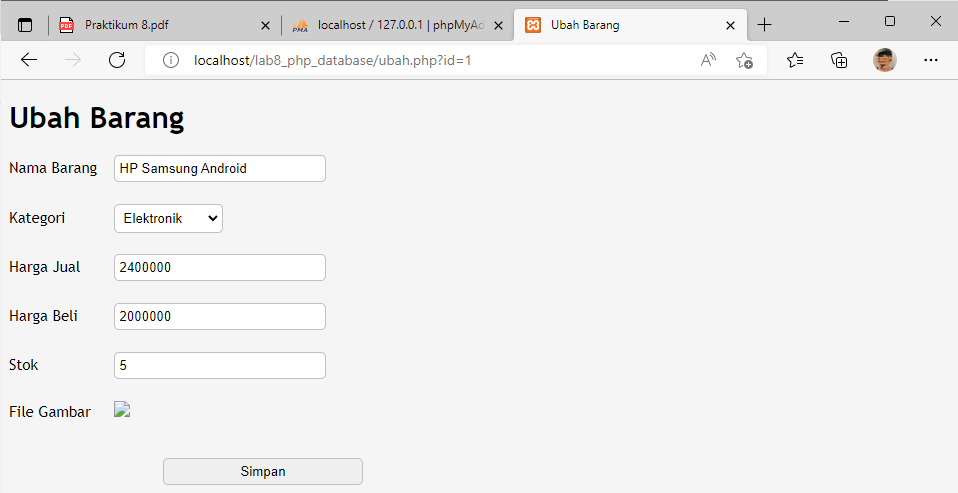 Praktikum 8.pdf
localhost / 127.0.0.1 | phpMyAd
Ubah Barang
localhost/lab8_php_database/ubah.php?id=1
Ubah Barang
Nama Barang HP Samsung Android
Kategori Elektronik
Harga Jual 2400000
Harga Beli 2000000
Stok 5
File Gambar
Simpan